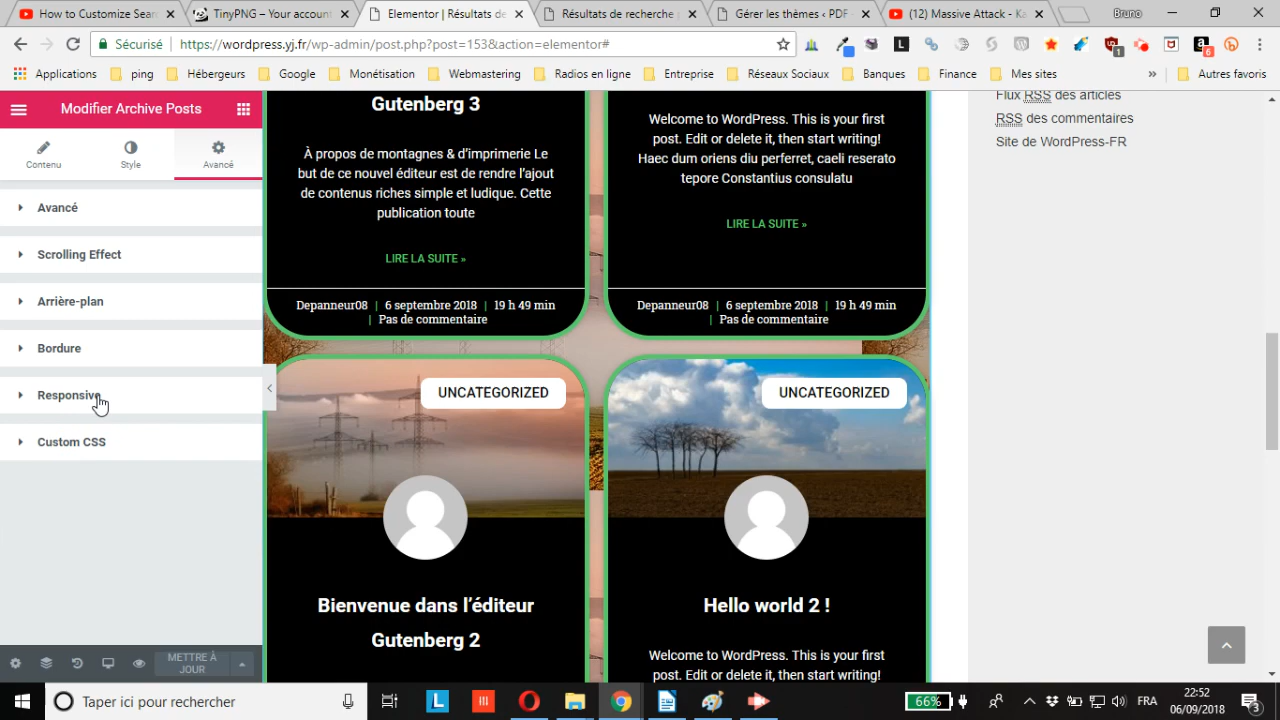 How to Customize Sear
TinyPNG – Your account
Elementor | Résultats de
Résultats de recherche
Gérer les thèmes ‹ PDF
(12) Massive Attack - Ka
Bruno
Sécurisé
https://wordpress.yj.fr/wp-admin/post.php?post=153&action=elementor#
L
1
6
Applications
ping
Hébergeurs
Google
Monétisation
Webmastering
Radios en ligne
Entreprise
Réseaux Sociaux
Banques
Finance
Mes sites
»
Autres favoris
Modifier Archive Posts
Contenu
Style
Avancé
Avancé
Scrolling Effect
Arrière-plan
Bordure
Responsive
Custom CSS
METTRE À
JOUR
Gutenberg 3
À propos de montagnes & d'imprimerie Le
but de ce nouvel éditeur est de rendre l'ajout
de contenus riches simple et ludique. Cette
publication toute
LIRE LA SUITE »
Depanneur08 | 6 septembre 2018 | 19 h 49 min
| Pas de commentaire
Welcome to WordPress. This is your first
post. Edit or delete it, then start writing!
Haec dum oriens diu perferret, caeli reserato
tepore Constantius consulatu
LIRE LA SUITE »
Depanneur08 | 6 septembre 2018 | 19 h 49 min
| Pas de commentaire
UNCATEGORIZED
Bienvenue dans l'éditeur
Gutenberg 2
UNCATEGORIZED
Hello world 2 !
Welcome to WordPress. This is your first
post. Edit or delete it, then start writing!
Flux RSS des articles
RSS des commentaires
Site de WordPress-FR
Taper ici pour rechercher
L
66%
FRA
22:52
06/09/2018
3